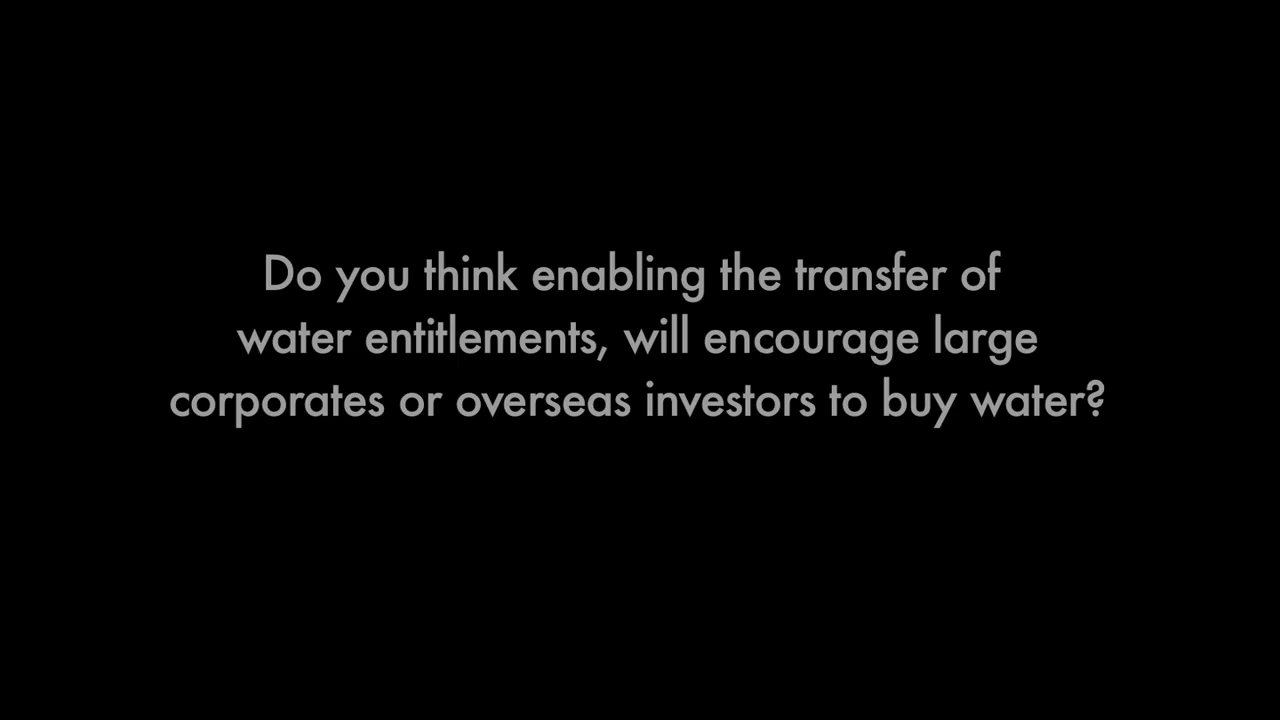 Do you think enabling the transfer of
water entitlements, will encourage large
corporates or overseas investors to buy water?